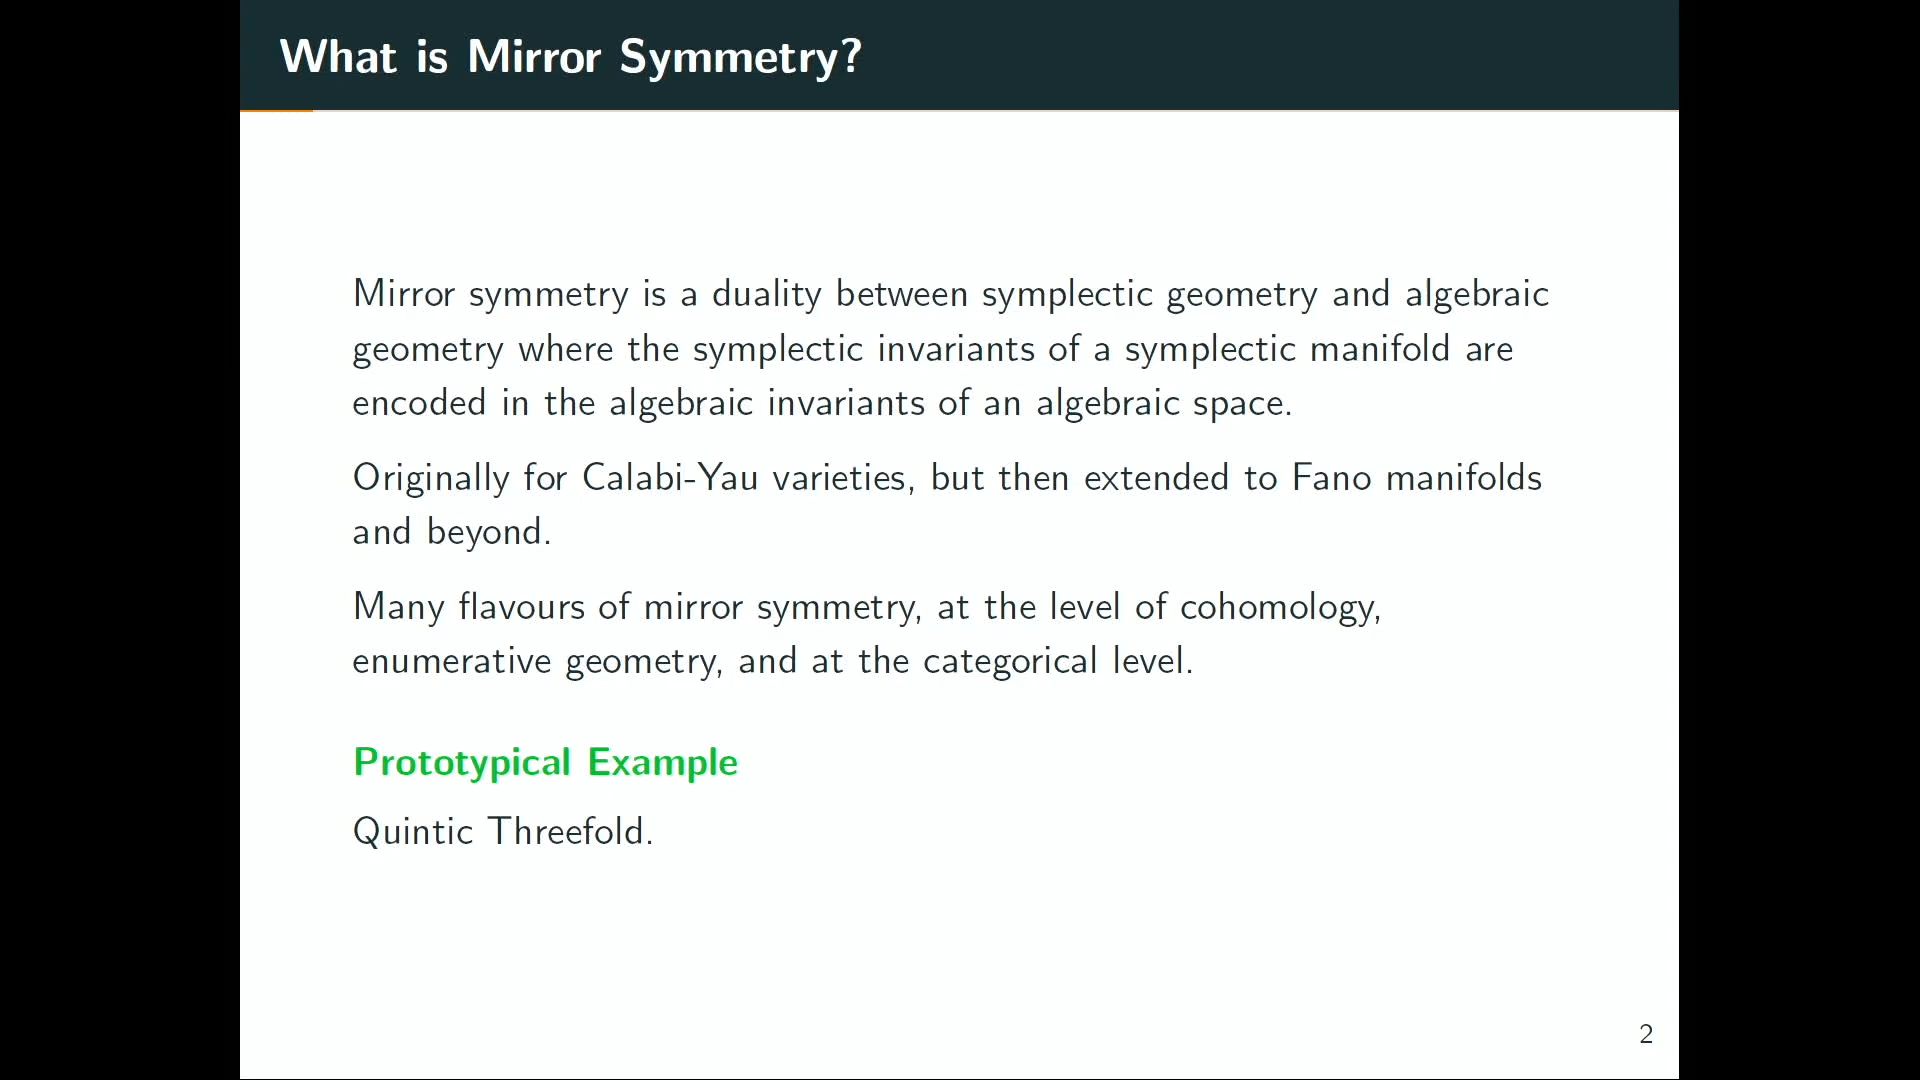 What is Mirror Symmetry?
Mirror symmetry is a duality between symplectic geometry and algebraic
geometry where the symplectic invariants of a symplectic manifold are
encoded in the algebraic invariants of an algebraic space.
Originally for Calabi-Yau varieties, but then extended to Fano manifolds
and beyond.
Many flavours of mirror symmetry, at the level of cohomology,
enumerative geometry, and at the categorical level.
Prototypical Example
Quintic Threefold.
2